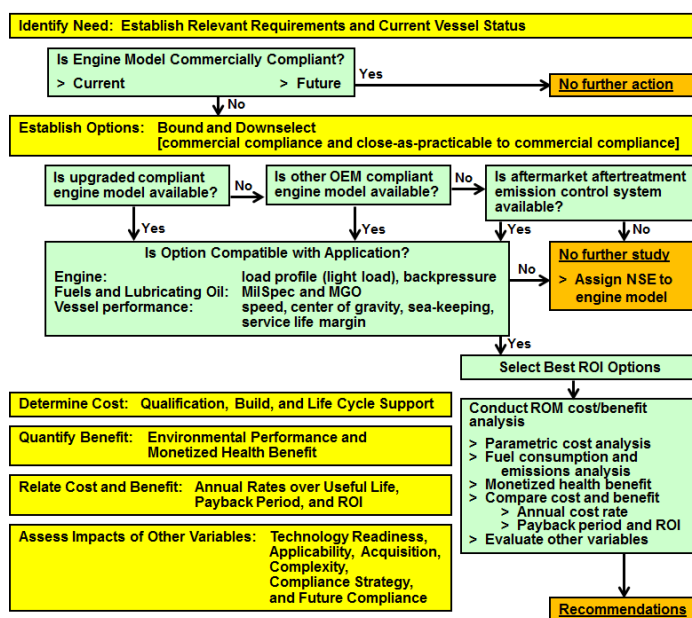 Identify Need: Establish Relevant Requirements and Current Vessel Status
Is Engine Model Commercially Compliant?
> Current > Future
Yes
No further action
No
Establish Options: Bound and Downselect
[commercial compliance and close-as-practicable to commercial compliance]
Is upgraded compliant
engine model available?
No
Is other OEM compliant
engine model available?
No
Is aftermarket aftertreatment
emission control system
available?
Yes
Yes
Yes
No
Is Option Compatible with Application?
Engine: load profile (light load), backpressure
Fuels and Lubricating Oil: MilSpec and MGO
Vessel performance: speed, center of gravity, sea-keeping,
service life margin
No
No further study
> Assign NSE to
engine model
Yes
Select Best ROI Options
Determine Cost: Qualification, Build, and Life Cycle Support
Quantify Benefit: Environmental Performance and
Monetized Health Benefit
Relate Cost and Benefit: Annual Rates over Useful Life,
Payback Period, and ROI
Assess Impacts of Other Variables: Technology Readiness,
Applicability, Acquisition,
Complexity,
Compliance Strategy,
and Future Compliance
Conduct ROM cost/benefit
analysis
> Parametric cost analysis
> Fuel consumption and
emissions analysis
> Monetized health benefit
> Compare cost and benefit
> Annual cost rate
> Payback period and ROI
> Evaluate other variables
Recommendations